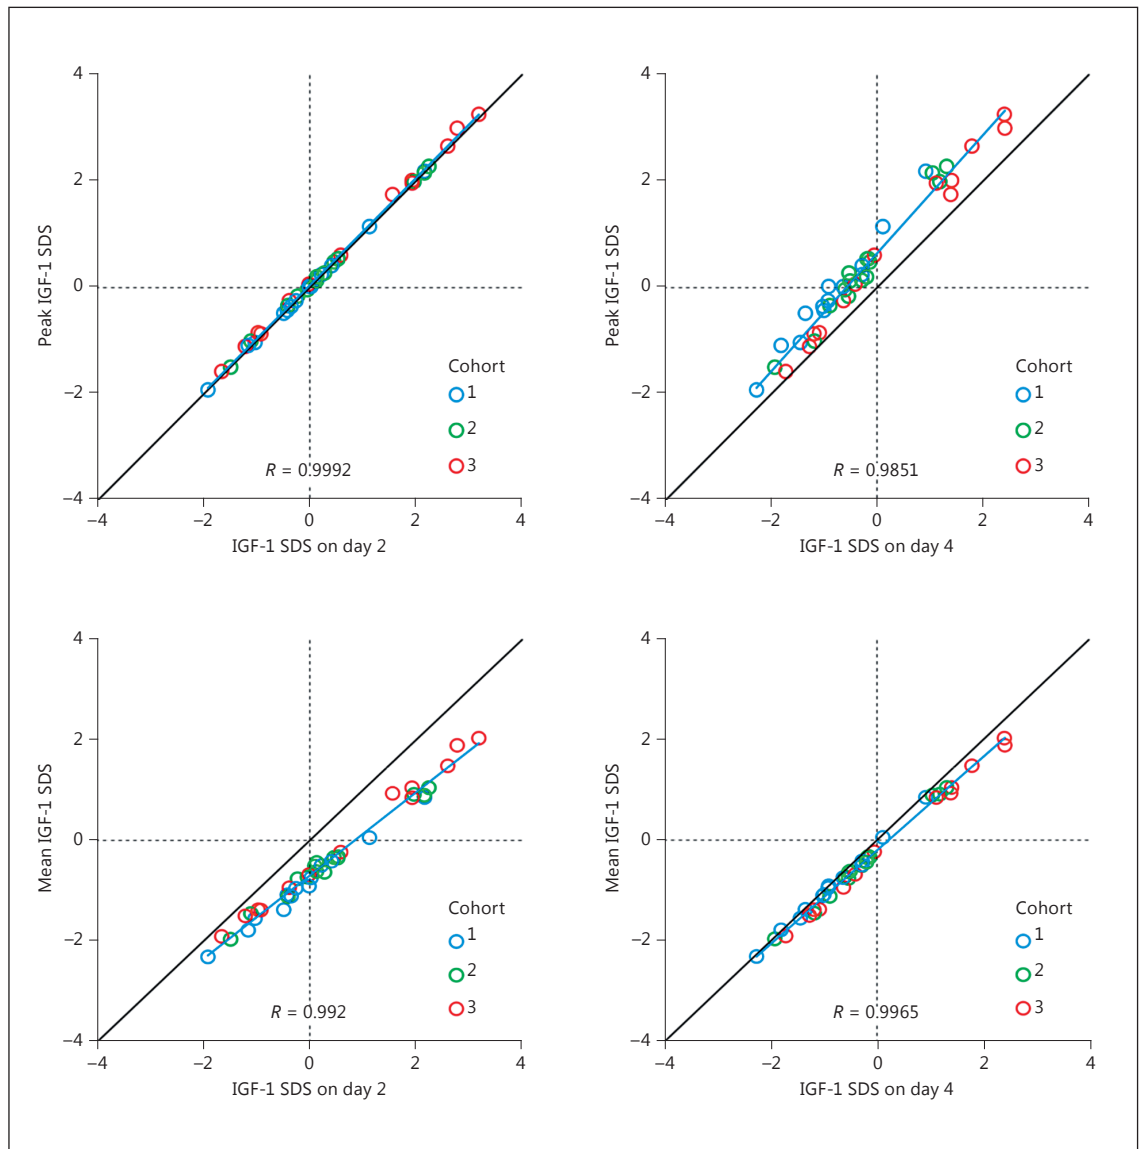 4
2
0
−2
−4
Peak IGF-1 SDS
Cohort
1
2
3
R = 0.9992
−4 −2 0 2 4
IGF-1 SDS on day 2
4
2
0
−2
−4
Peak IGF-1 SDS
Cohort
1
2
3
R = 0.9851
−4 −2 0 2 4
IGF-1 SDS on day 4
4
2
0
−2
−4
Mean IGF-1 SDS
Cohort
1
2
3
R = 0.992
−4 −2 0 2 4
IGF-1 SDS on day 2
4
2
0
−2
−4
Mean IGF-1 SDS
Cohort
1
2
3
R = 0.9965
−4 −2 0 2 4
IGF-1 SDS on day 4